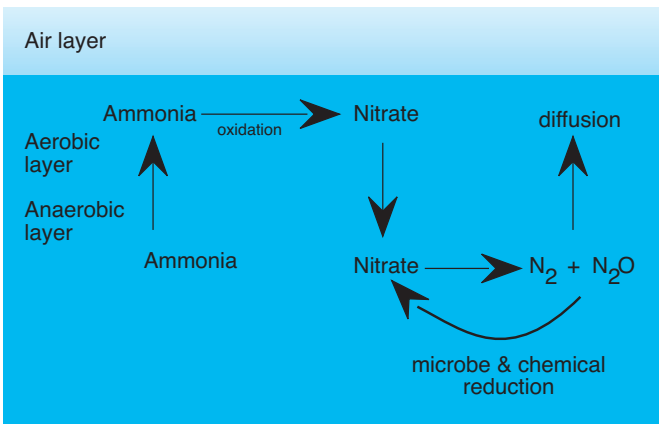 Air layer
Ammonia
oxidation
Nitrate
diffusion
Aerobic
layer
Anaerobic
layer
Ammonia
Nitrate
N₂ + N₂O
microbe & chemical
reduction